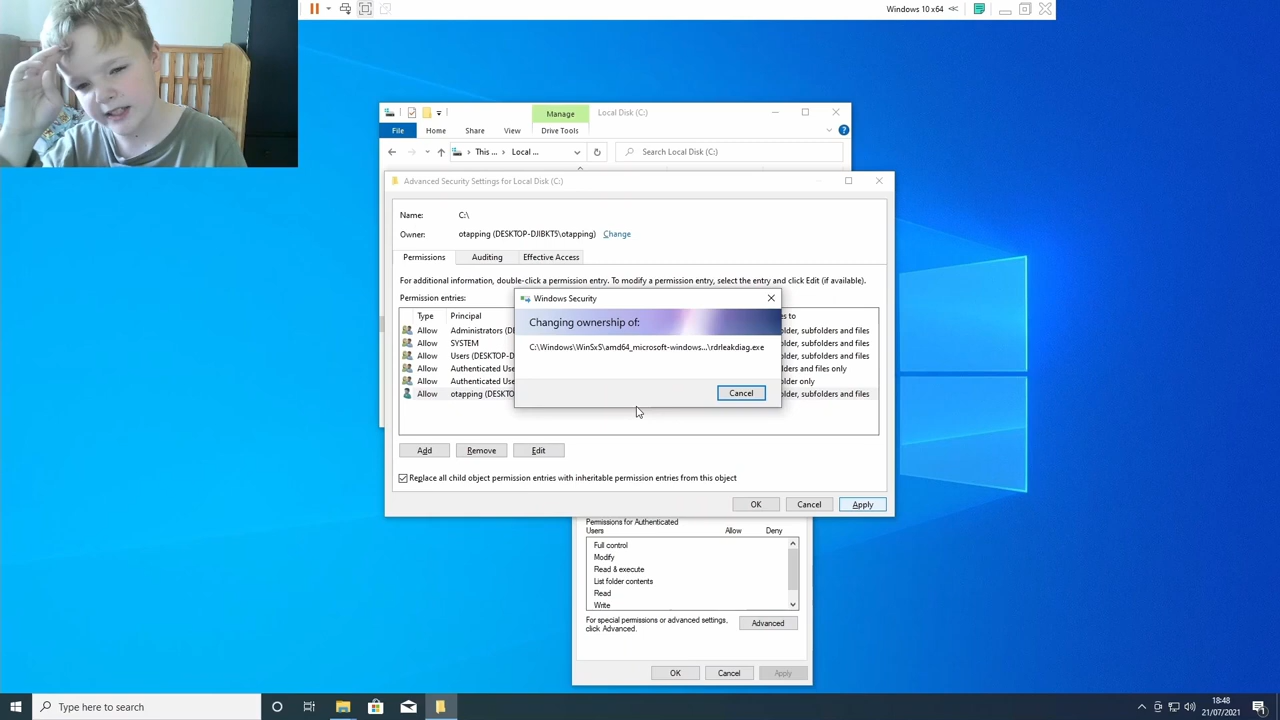 Windows 10 x64
Manage
Local Disk (C:)
File
Home
Share
View
Drive Tools
This ...
Local ...
Search Local Disk (C:)
Advanced Security Settings for Local Disk (C:)
Name:
C:\
Owner:
otapping (DESKTOP-DJIBKT5\otapping)
Change
Permissions
Auditing
Effective Access
For additional information, double-click a permission entry. To modify a permission entry, select the entry and click Edit (if available).
Permission entries:
Type
Principal
es to
Allow
Administrators (D
lder, subfolders and files
Allow
SYSTEM
lder, subfolders and files
Allow
Users (DESKTOP-D
lder, subfolders and files
Allow
Authenticated Use
lders and files only
Allow
Authenticated Use
lder only
Allow
otapping (DESKTO
lder, subfolders and files
Windows Security
Changing ownership of:
C:\Windows\WinSxS\amd64_microsoft-windows...\rdrleakdiag.exe
Cancel
Add
Remove
Edit
Replace all child object permission entries with inheritable permission entries from this object
OK
Cancel
Apply
Permissions for Authenticated
Users
Allow
Deny
Full control
Modify
Read & execute
List folder contents
Read
Write
For special permissions or advanced settings,
click Advanced.
Advanced
OK
Cancel
Apply
Type here to search
18:48
21/07/2021
1